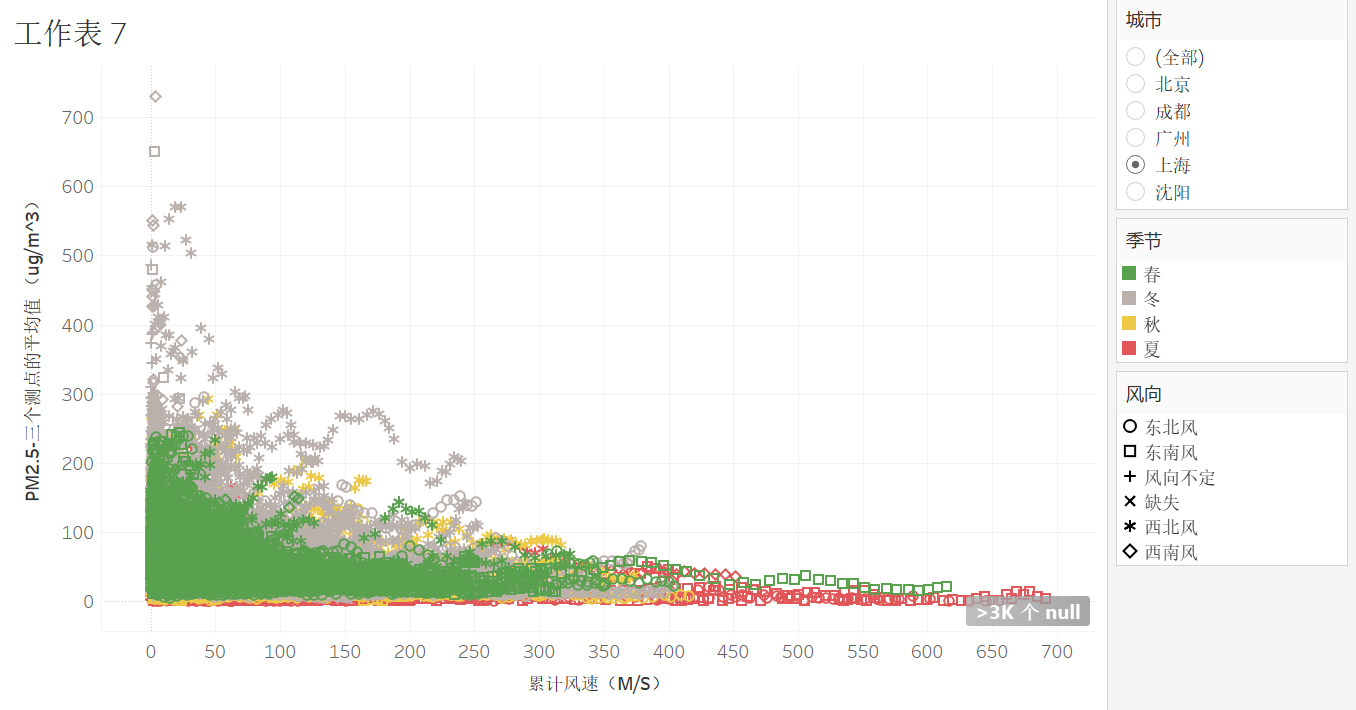 工作表 7
700
600
500
400
300
200
100
0
PM2.5-三个测点的平均值 （ug/m^3）
0 50 100 150 200 250 300 350 400 450 500 550 600 650 700
累计风速（M/S）
>3K 个 null
城市
(全部)
北京
成都
广州
上海
沈阳
季节
春
冬
秋
夏
风向
东北风
东南风
风向不定
缺失
西北风
西南风